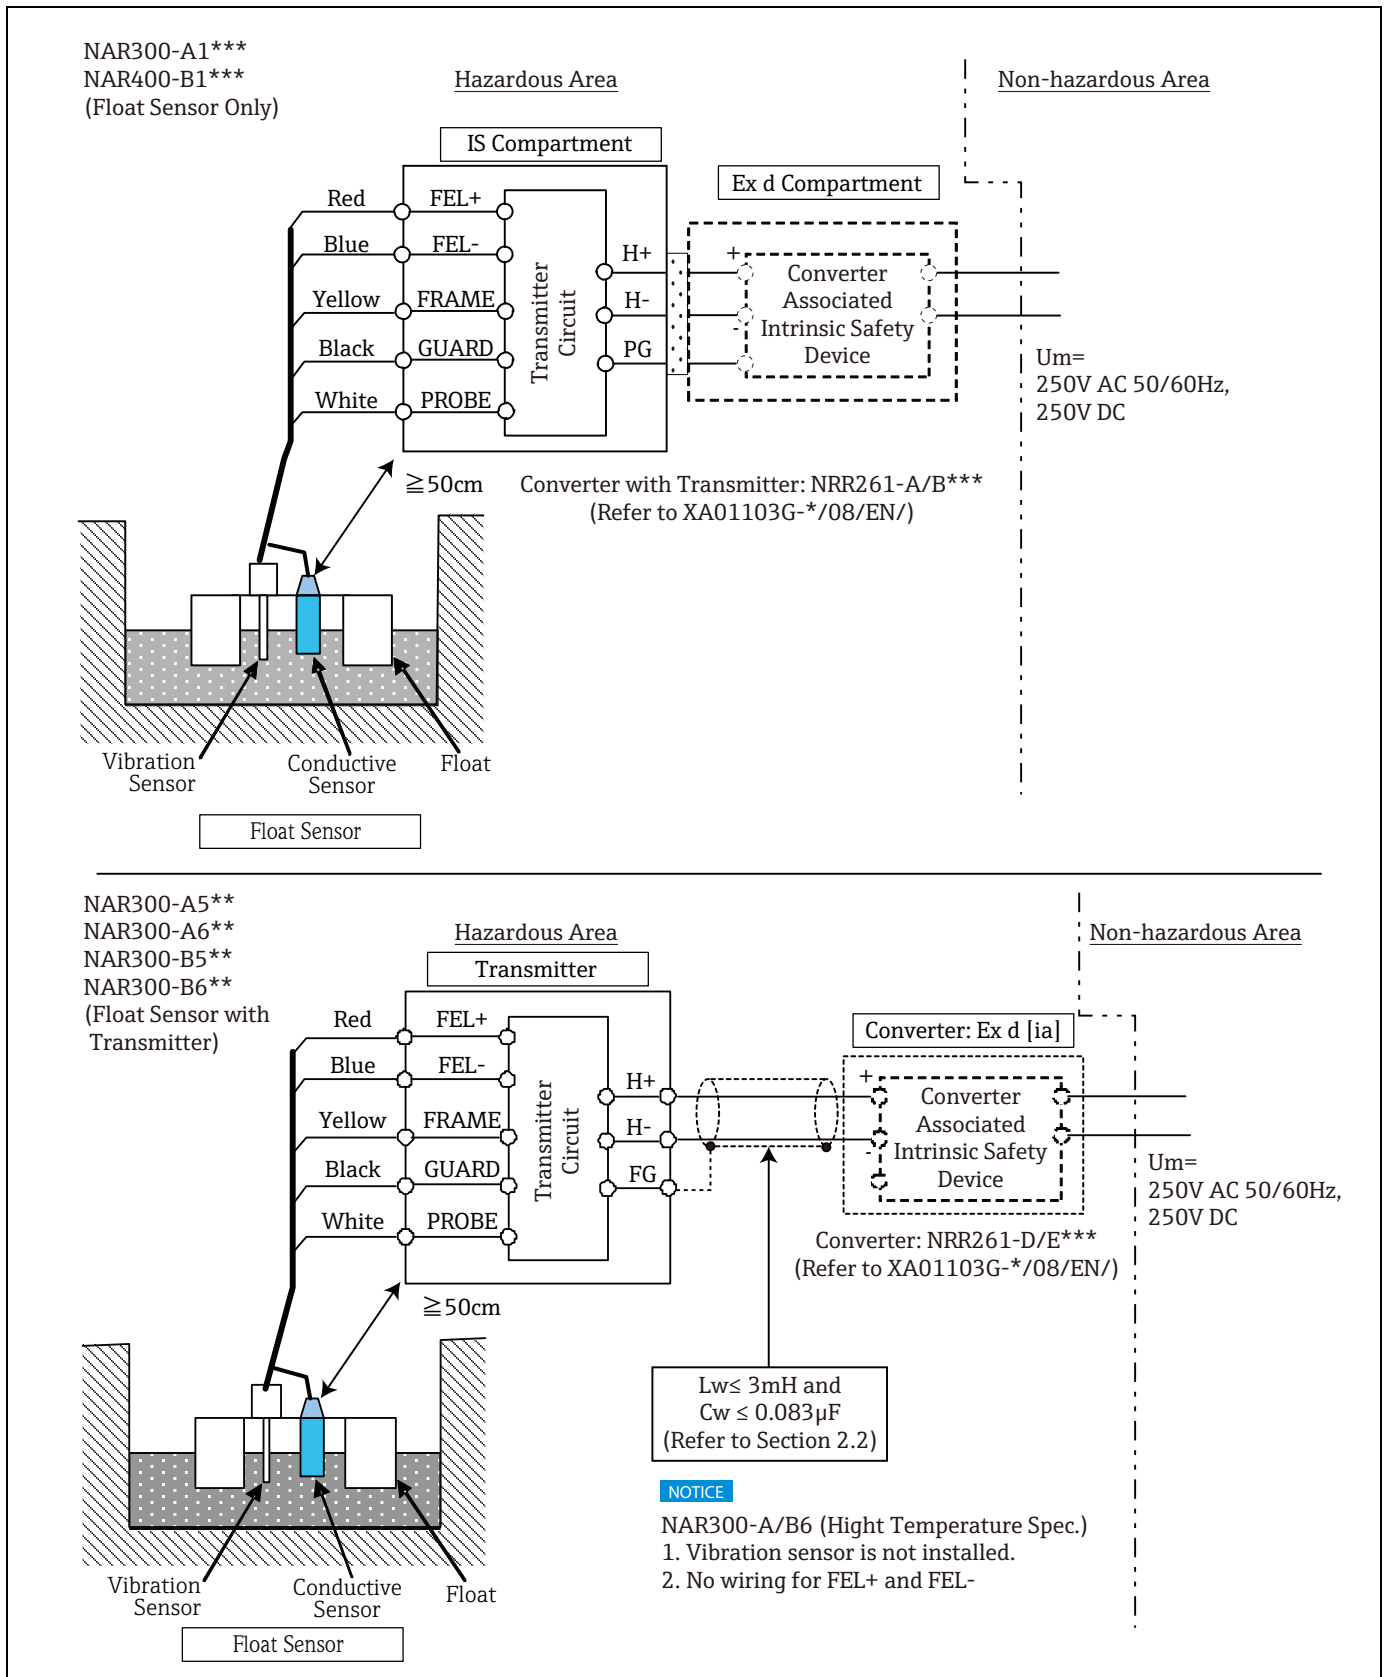 NAR300-A1***
NAR400-B1***
(Float Sensor Only)
Hazardous Area
Non-hazardous Area
IS Compartment
Ex d Compartment
Red
FEL+
Blue
FEL-
Yellow
FRAME
Black
GUARD
White
PROBE
Transmitter
Circuit
H+
H-
PG
+
-
Converter
Associated
Intrinsic Safety
Device
Um=
250V AC 50/60Hz,
250V DC
≧50cm
Converter with Transmitter: NRR261-A/B***
(Refer to XA01103G-*/08/EN/)
Vibration
Sensor
Conductive
Sensor
Float
Float Sensor
NAR300-A5**
NAR300-A6**
NAR300-B5**
NAR300-B6**
(Float Sensor with
Transmitter)
Hazardous Area
Non-hazardous Area
Transmitter
Converter: Ex d [ia]
Red
FEL+
Blue
FEL-
Yellow
FRAME
Black
GUARD
White
PROBE
Transmitter
Circuit
H+
H-
FG
+
-
Converter
Associated
Intrinsic Safety
Device
Um=
250V AC 50/60Hz,
250V DC
Converter: NRR261-D/E***
(Refer to XA01103G-*/08/EN/)
≧50cm
Lw≤ 3mH and
Cw ≤ 0.083µF
(Refer to Section 2.2)
NOTICE
NAR300-A/B6 (Hight Temperature Spec.)
1. Vibration sensor is not installed.
2. No wiring for FEL+ and FEL-
Vibration
Sensor
Conductive
Sensor
Float
Float Sensor